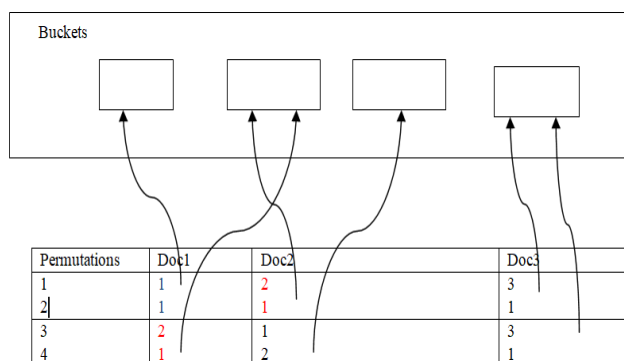 Buckets
Permutations Doc1 Doc2 Doc3
1 1 2 3
2 1 1 1
3 2 1 3
4 1 2 1